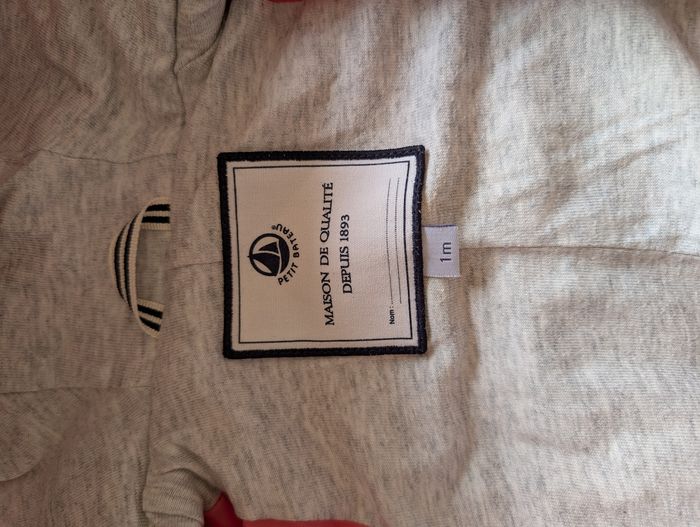 PETIT BATEAU
MAISON DE QUALITÉ
DEPUIS 1893
Nom :
1m